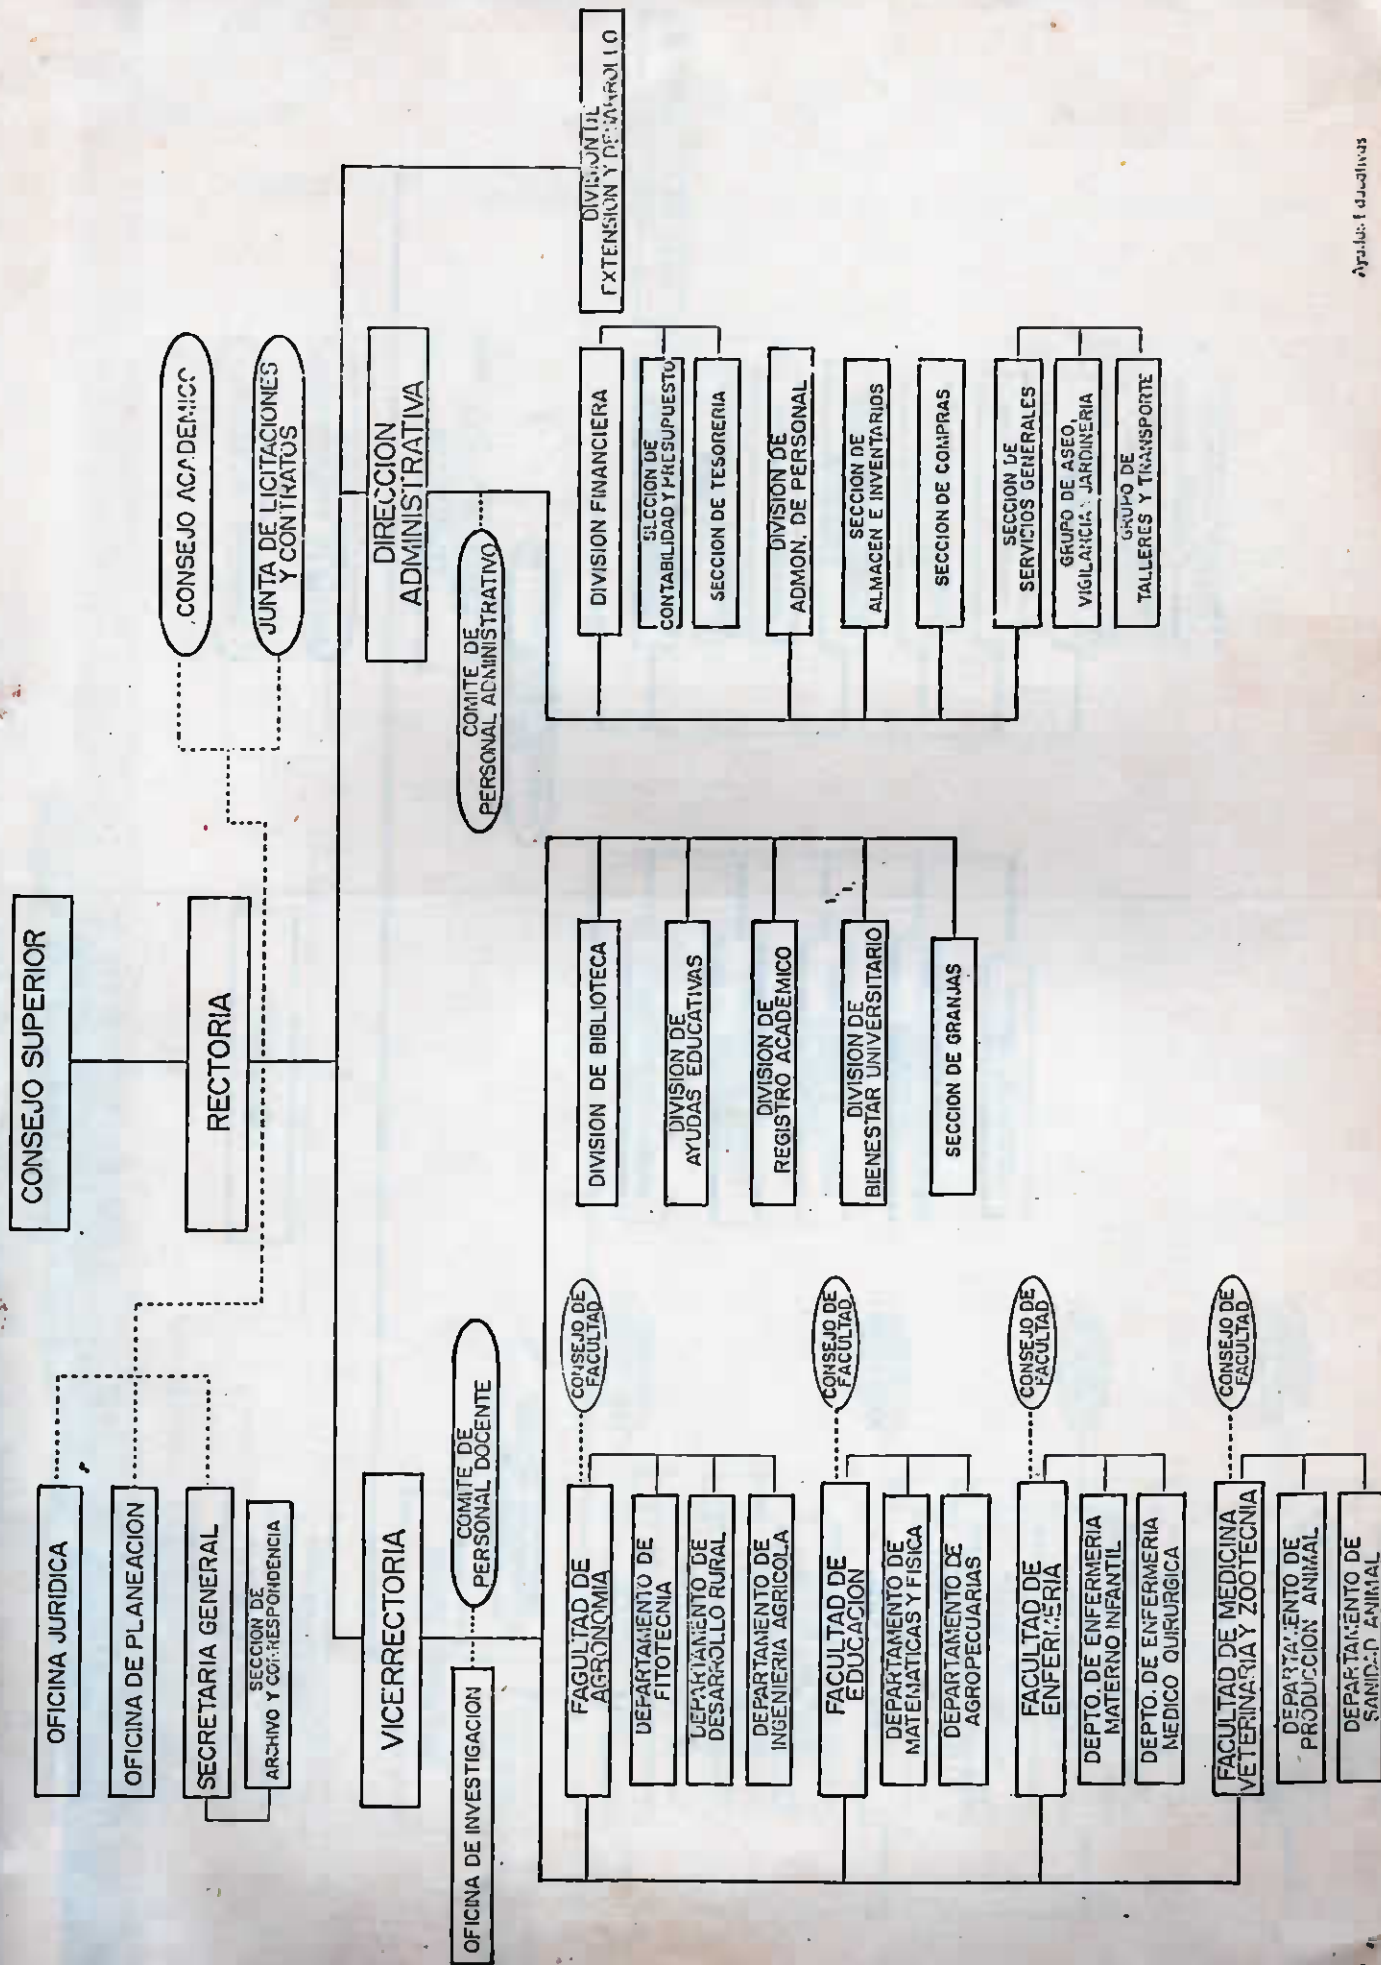 CONSEJO SUPERIOR
RECTORIA
OFICINA JURIDICA
OFICINA DE PLANEACION
SECRETARIA GENERAL
SECCION DE
ARCHIVO Y CORRESPONDENCIA
CONSEJO ACADEMICO
JUNTA DE LICITACIONES
Y CONTRATOS
VICERRECTORIA
DIRECCION
ADMINISTRATIVA
OFICINA DE INVESTIGACION
COMITE DE
PERSONAL DOCENTE
COMITE DE
PERSONAL ADMINISTRATIVO
FACULTAD DE
AGRONOMIA
CONSEJO DE
FACULTAD
DEPARTAMENTO DE
FITOTECNIA
DEPARTAMENTO DE
DESARROLLO RURAL
DEPARTAMENTO DE
INGENIERIA AGRICOLA
FACULTAD DE
EDUCACION
CONSEJO DE
FACULTAD
DEPARTAMENTO DE
MATEMATICAS Y FISICA
DEPARTAMENTO DE
AGROPECUARIAS
FACULTAD DE
ENFERMERIA
CONSEJO DE
FACULTAD
DEPTO. DE ENFERMERIA
MATERNO INFANTIL
DEPTO. DE ENFERMERIA
MEDICO QUIRURGICA
FACULTAD DE MEDICINA
VETERINARIA Y ZOOTECNIA
CONSEJO DE
FACULTAD
DEPARTAMENTO DE
PRODUCCION ANIMAL
DEPARTAMENTO DE
SANIDAD ANIMAL
DIVISION DE BIBLIOTECA
DIVISION DE
AYUDAS EDUCATIVAS
DIVISION DE
REGISTRO ACADEMICO
DIVISION DE
BIENESTAR UNIVERSITARIO
SECCION DE GRANJAS
DIVISION FINANCIERA
SECCION DE
CONTABILIDAD Y PRESUPUESTO
SECCION DE TESORERIA
DIVISION DE
ADMON. DE PERSONAL
SECCION DE
ALMACEN E INVENTARIOS
SECCION DE COMPRAS
SECCION DE
SERVICIOS GENERALES
GRUPO DE ASEO,
VIGILANCIA Y JARDINERIA
GRUPO DE
TALLERES Y TRANSPORTE
DIVISION DE
EXTENSION Y DESARROLLO
Ayudas Educativas